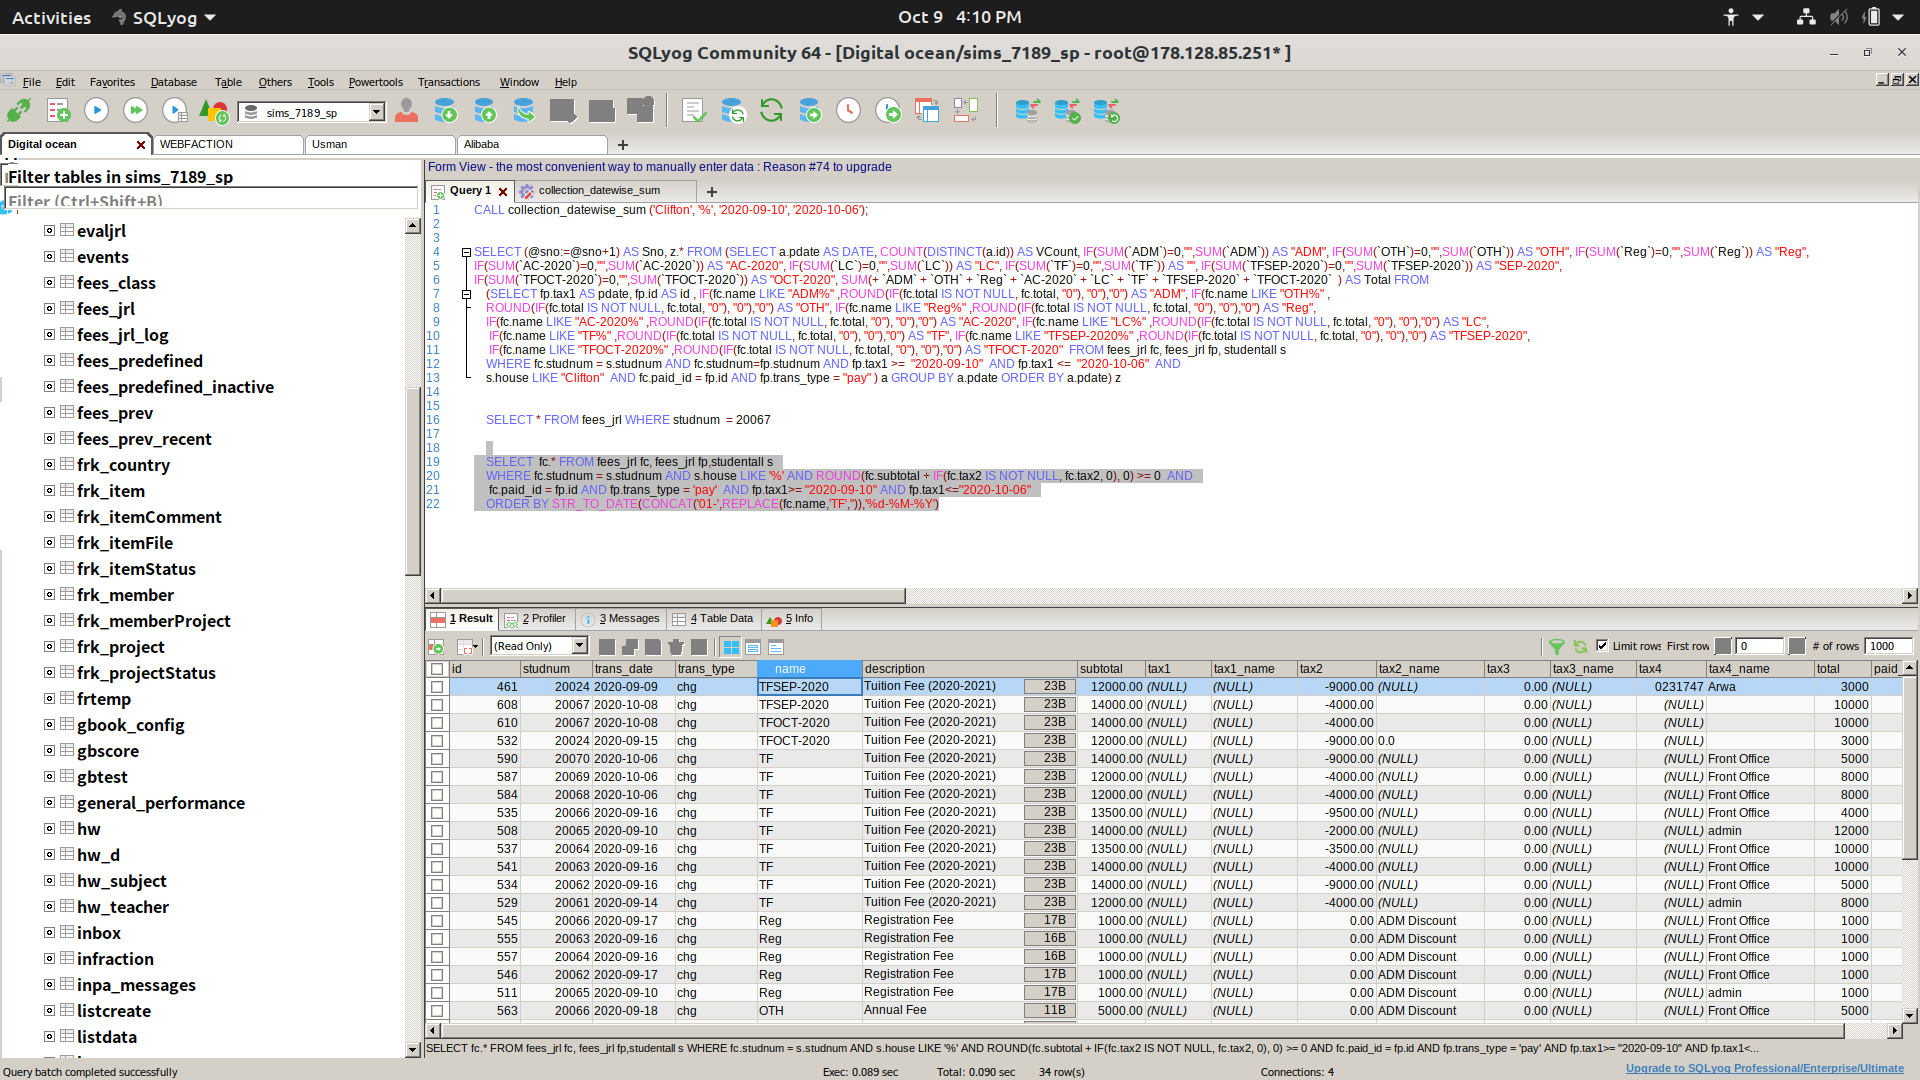 Activities SQLyog Oct 9 4:10 PM
SQLyog Community 64 - [Digital ocean/sims_7189_sp - root@178.128.85.251* ]
File Edit Favorites Database Table Others Tools Powertools Transactions Window Help
sims_7189_sp
Digital ocean WEBFACTION Usman Alibaba
Filter tables in sims_7189_sp
Filter (Ctrl+Shift+B)
evaljrl
events
fees_class
fees_jrl
fees_jrl_log
fees_predefined
fees_predefined_inactive
fees_prev
fees_prev_recent
frk_country
frk_item
frk_itemComment
frk_itemFile
frk_itemStatus
frk_member
frk_memberProject
frk_project
frk_projectStatus
frtemp
gbook_config
gbscore
gbtest
general_performance
hw
hw_d
hw_subject
hw_teacher
inbox
infraction
inpa_messages
listcreate
listdata
Form View - the most convenient way to manually enter data : Reason #74 to upgrade
Query 1 collection_datewise_sum
1 CALL collection_datewise_sum ('Clifton', '%', '2020-09-10', '2020-10-06');
2
3
4 SELECT (@sno:=@sno+1) AS Sno, z.* FROM (SELECT a.pdate AS DATE, COUNT(DISTINCT(a.id)) AS VCount, IF(SUM(`ADM`)=0,"",SUM(`ADM`)) AS "ADM", IF(SUM(`OTH`)=0,"",SUM(`OTH`)) AS "OTH", IF(SUM(`Reg`)=0,"",SUM(`Reg`)) AS "Reg",
5 IF(SUM(`AC-2020`)=0,"",SUM(`AC-2020`)) AS "AC-2020", IF(SUM(`LC`)=0,"",SUM(`LC`)) AS "LC", IF(SUM(`TF`)=0,"",SUM(`TF`)) AS "", IF(SUM(`TFSEP-2020`)=0,"",SUM(`TFSEP-2020`)) AS "SEP-2020",
6 IF(SUM(`TFOCT-2020`)=0,"",SUM(`TFOCT-2020`)) AS "OCT-2020", SUM(+ `ADM` + `OTH` + `Reg` + `AC-2020` + `LC` + `TF` + `TFSEP-2020` + `TFOCT-2020` ) AS Total FROM
7 (SELECT fp.tax1 AS pdate, fp.id AS id , IF(fc.name LIKE "ADM%" ,ROUND(IF(fc.total IS NOT NULL, fc.total, "0"), "0"),"0") AS "ADM", IF(fc.name LIKE "OTH%" ,
8 ROUND(IF(fc.total IS NOT NULL, fc.total, "0"), "0"),"0") AS "OTH", IF(fc.name LIKE "Reg%" ,ROUND(IF(fc.total IS NOT NULL, fc.total, "0"), "0"),"0") AS "Reg",
9 IF(fc.name LIKE "AC-2020%" ,ROUND(IF(fc.total IS NOT NULL, fc.total, "0"), "0"),"0") AS "AC-2020", IF(fc.name LIKE "LC%" ,ROUND(IF(fc.total IS NOT NULL, fc.total, "0"), "0"),"0") AS "LC",
10 IF(fc.name LIKE "TF%" ,ROUND(IF(fc.total IS NOT NULL, fc.total, "0"), "0"),"0") AS "TF", IF(fc.name LIKE "TFSEP-2020%" ,ROUND(IF(fc.total IS NOT NULL, fc.total, "0"), "0"),"0") AS "TFSEP-2020",
11 IF(fc.name LIKE "TFOCT-2020%" ,ROUND(IF(fc.total IS NOT NULL, fc.total, "0"), "0"),"0") AS "TFOCT-2020" FROM fees_jrl fc, fees_jrl fp, studentall s
12 WHERE fc.student = s.student AND fc.student=fp.student AND fp.tax1 >= "2020-09-10" AND fp.tax1 <= "2020-10-06" AND
13 s.house LIKE "Clifton" AND fc.paid_id = fp.id AND fp.trans_type = "pay" ) a GROUP BY a.pdate ORDER BY a.pdate) z
14
15
16 SELECT * FROM fees_jrl WHERE studnum = 20067
17
18
19 SELECT fc.* FROM fees_jrl fc, fees_jrl fp,studentall s
20 WHERE fc.studnum = s.studnum AND s.house LIKE '%' AND ROUND(fc.subtotal + IF(fc.tax2 IS NOT NULL, fc.tax2, 0), 0) >= 0 AND
21 fc.paid_id = fp.id AND fp.trans_type = 'pay' AND fp.tax1>= "2020-09-10" AND fp.tax1<="2020-10-06"
22 ORDER BY STR_TO_DATE(CONCAT('01-',REPLACE(fc.name,'TF','')),'%d-%M-%Y')
1 Result 2 Profiler 3 Messages 4 Table Data 5 Info
(Read Only) Limit rows First row 0 # of rows 1000
id studnum trans_date trans_type name description subtotal tax1 tax1_name tax2 tax2_name tax3 tax3_name tax4 tax4_name total paid_
461 20024 2020-09-09 chg TFSEP-2020 Tuition Fee (2020-2021) 23B 12000.00 (NULL) (NULL) -9000.00 (NULL) 0.00 (NULL) 0231747 Arwa 3000
608 20067 2020-10-08 chg TFSEP-2020 Tuition Fee (2020-2021) 23B 14000.00 (NULL) (NULL) -4000.00 0.00 (NULL) (NULL) 10000
610 20067 2020-10-08 chg TFOCT-2020 Tuition Fee (2020-2021) 23B 14000.00 (NULL) (NULL) -4000.00 0.00 (NULL) (NULL) 10000
532 20024 2020-09-15 chg TFOCT-2020 Tuition Fee (2020-2021) 23B 12000.00 (NULL) (NULL) -9000.00 0.0 0.00 (NULL) (NULL) 3000
590 20070 2020-10-06 chg TF Tuition Fee (2020-2021) 23B 14000.00 (NULL) (NULL) -9000.00 (NULL) 0.00 (NULL) (NULL) Front Office 5000
587 20069 2020-10-06 chg TF Tuition Fee (2020-2021) 23B 12000.00 (NULL) (NULL) -4000.00 (NULL) 0.00 (NULL) (NULL) Front Office 8000
584 20068 2020-10-06 chg TF Tuition Fee (2020-2021) 23B 12000.00 (NULL) (NULL) -4000.00 (NULL) 0.00 (NULL) (NULL) Front Office 8000
535 20066 2020-09-16 chg TF Tuition Fee (2020-2021) 23B 13500.00 (NULL) (NULL) -9500.00 (NULL) 0.00 (NULL) (NULL) Front Office 4000
508 20065 2020-09-10 chg TF Tuition Fee (2020-2021) 23B 14000.00 (NULL) (NULL) -2000.00 (NULL) 0.00 (NULL) (NULL) admin 12000
537 20064 2020-09-16 chg TF Tuition Fee (2020-2021) 23B 13500.00 (NULL) (NULL) -3500.00 (NULL) 0.00 (NULL) (NULL) Front Office 10000
541 20063 2020-09-16 chg TF Tuition Fee (2020-2021) 23B 14000.00 (NULL) (NULL) -4000.00 (NULL) 0.00 (NULL) (NULL) Front Office 10000
534 20062 2020-09-16 chg TF Tuition Fee (2020-2021) 23B 14000.00 (NULL) (NULL) -9000.00 (NULL) 0.00 (NULL) (NULL) Front Office 5000
529 20061 2020-09-14 chg TF Tuition Fee (2020-2021) 23B 12000.00 (NULL) (NULL) -4000.00 (NULL) 0.00 (NULL) (NULL) admin 8000
545 20066 2020-09-17 chg Reg Registration Fee 17B 1000.00 (NULL) (NULL) 0.00 ADM Discount 0.00 (NULL) (NULL) Front Office 1000
555 20063 2020-09-16 chg Reg Registration Fee 16B 1000.00 (NULL) (NULL) 0.00 ADM Discount 0.00 (NULL) (NULL) Front Office 1000
557 20064 2020-09-16 chg Reg Registration Fee 16B 1000.00 (NULL) (NULL) 0.00 ADM Discount 0.00 (NULL) (NULL) Front Office 1000
546 20062 2020-09-17 chg Reg Registration Fee 17B 1000.00 (NULL) (NULL) 0.00 ADM Discount 0.00 (NULL) (NULL) Front Office 1000
511 20065 2020-09-10 chg Reg Registration Fee 17B 1000.00 (NULL) (NULL) 0.00 ADM Discount 0.00 (NULL) (NULL) admin 1000
563 20066 2020-09-18 chg OTH Annual Fee 11B 5000.00 (NULL) (NULL) 0.00 ADM Discount 0.00 (NULL) (NULL) Front Office 5000
SELECT fc.* FROM fees_jrl fc, fees_jrl fp,studentall s WHERE fc.studnum = s.studnum AND s.house LIKE '%' AND ROUND(fc.subtotal + IF(fc.tax2 IS NOT NULL, fc.tax2, 0), 0) >= 0 AND fc.paid_id = fp.id AND fp.trans_type = 'pay' AND fp.tax1>= "2020-09-10" AND fp.tax1<...
Query batch completed successfully Exec: 0.089 sec Total: 0.090 sec 34 row(s) Connections: 4 Upgrade to SQLyog Professional/Enterprise/Ultimate